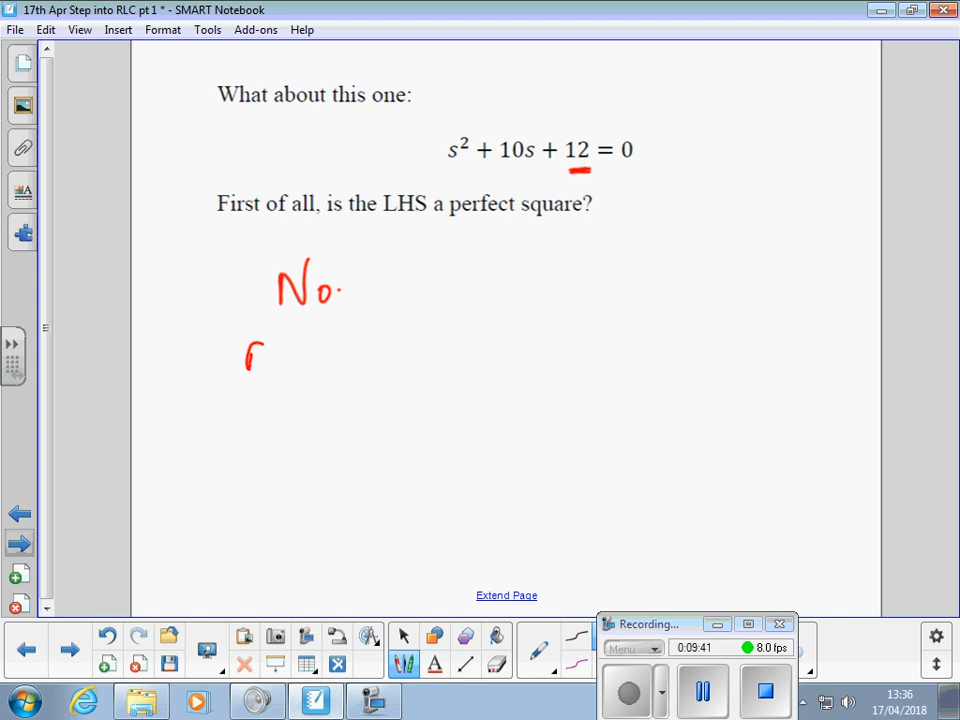 17th Apr Step into RLC pt 1 * - SMART Notebook
File Edit View Insert Format Tools Add-ons Help
What about this one:
s² + 10s + 12 = 0
First of all, is the LHS a perfect square?
No.
Extend Page
Recording...
Menu 0:09:41 8.0 fps
13:36
17/04/2018